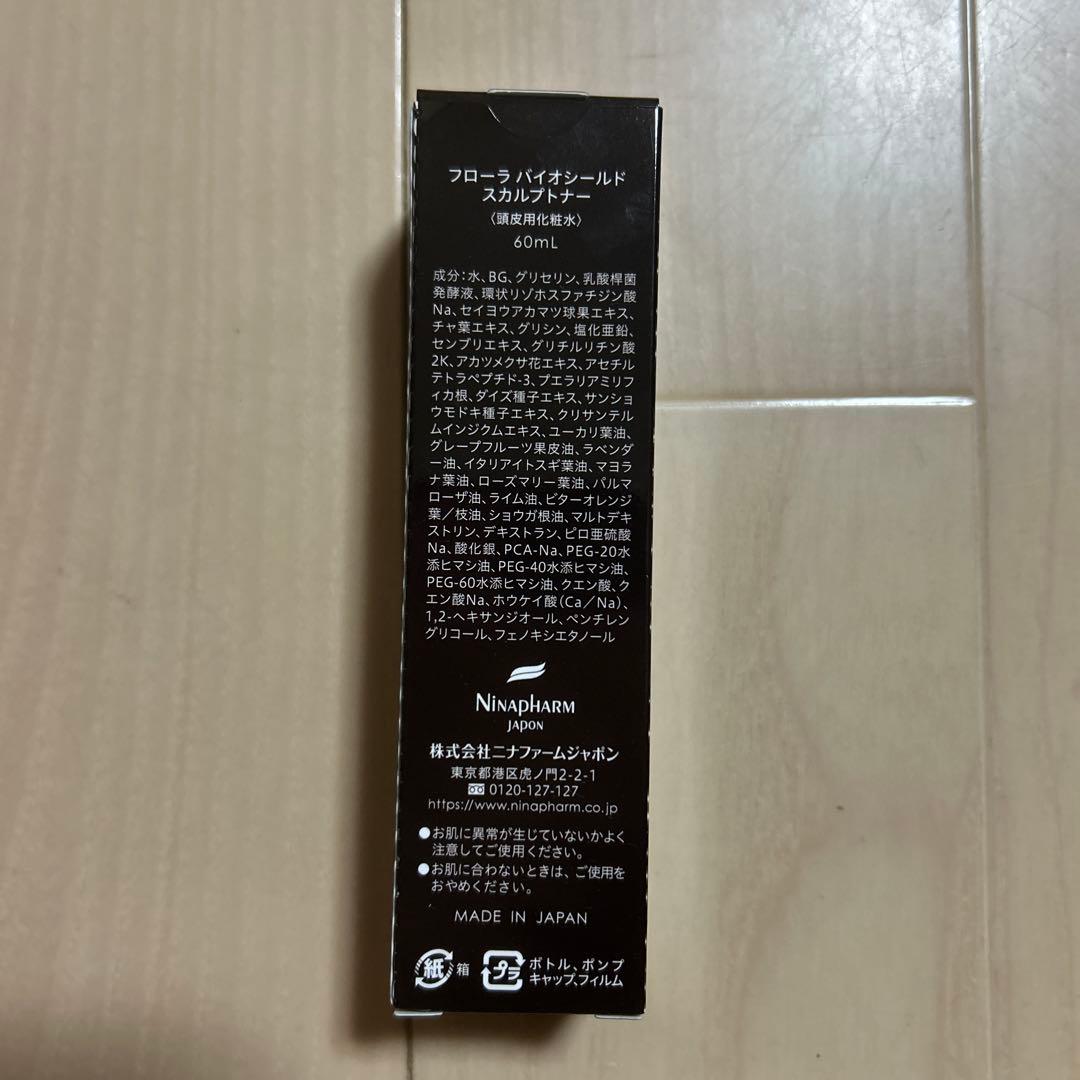 フローラ バイオシールド
スカルプトナー
〈頭皮用化粧水〉
60mL
成分：水、BG、グリセリン、乳酸桿菌
発酵液、環状リゾホスファチジン酸
Na、セイヨウアカマツ球果エキス、
チャ葉エキス、グリシン、塩化亜鉛、
センブリエキス、グリチルリチン酸
2K、アカツメクサ花エキス、アセチル
テトラペプチド-3、プエラリアミリフ
ィカ根、ダイズ種子エキス、サンショ
ウモドキ種子エキス、クリサンテル
ムインジクムエキス、ユーカリ葉油、
グレープフルーツ果皮油、ラベンダ
ー油、イタリアイトスギ葉油、マヨラ
ナ葉油、ローズマリー葉油、パルマ
ローザ油、ライム油、ビターオレンジ
葉／枝油、ショウガ根油、マルトデキ
ストリン、デキストラン、ピロ亜硫酸
Na、酸化銀、PCA-Na、PEG-20水
添ヒマシ油、PEG-40水添ヒマシ油、
PEG-60水添ヒマシ油、クエン酸、ク
エン酸Na、ホウケイ酸（Ca／Na）、
1,2-ヘキサンジオール、ペンチレン
グリコール、フェノキシエタノール
NINAPHARM
JAPON
株式会社ニナファームジャポン
東京都港区虎ノ門2-2-1
0120-127-127
https://www.ninapharm.co.jp
●お肌に異常が生じていないかよく
注意してご使用ください。
●お肌に合わないときは、ご使用を
おやめください。
MADE IN JAPAN
紙 箱
プラ ボトル、ポンプ
キャップ、フィルム